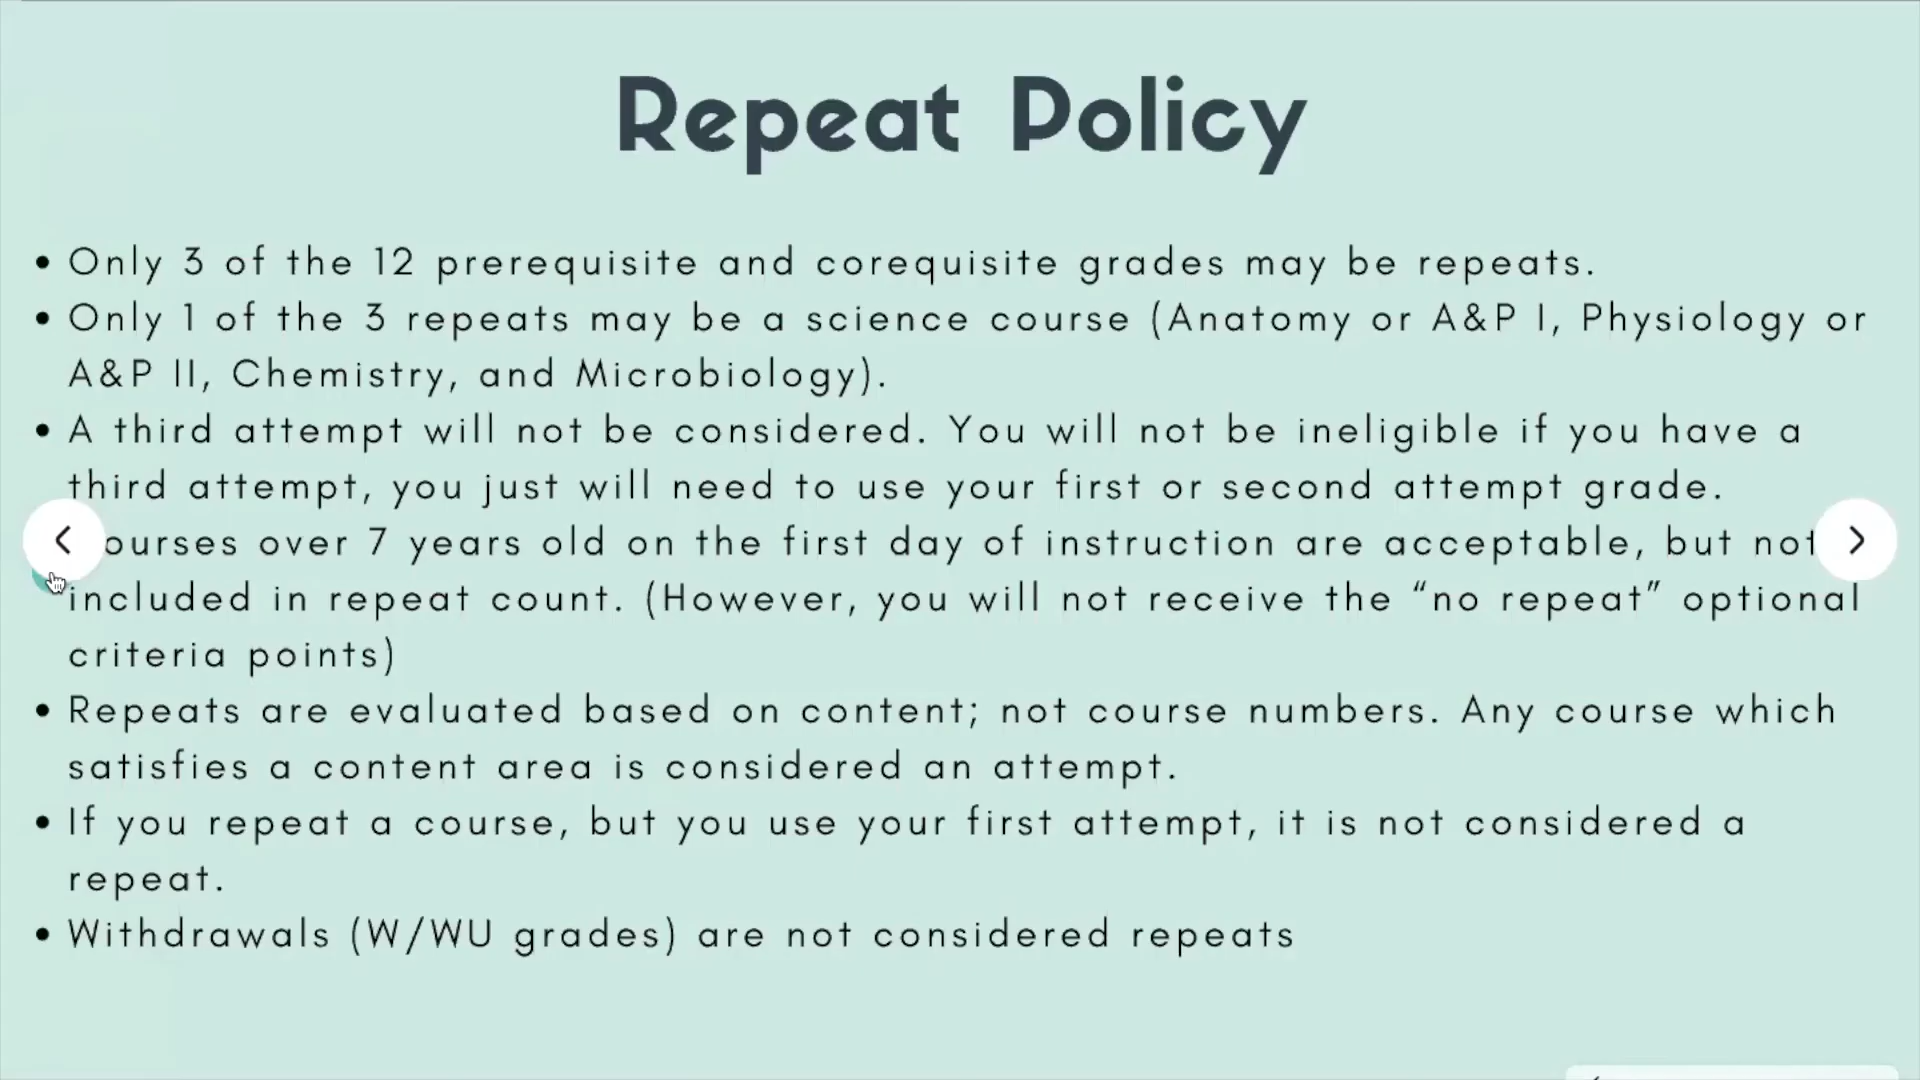 Repeat Policy
• Only 3 of the 12 prerequisite and corequisite grades may be repeats.
• Only 1 of the 3 repeats may be a science course (Anatomy or A&P I, Physiology or
A&P II, Chemistry, and Microbiology).
• A third attempt will not be considered. You will not be ineligible if you have a
third attempt, you just will need to use your first or second attempt grade.
ourses over 7 years old on the first day of instruction are acceptable, but not
included in repeat count. (However, you will not receive the “no repeat” optional
criteria points)
• Repeats are evaluated based on content; not course numbers. Any course which
satisfies a content area is considered an attempt.
• If you repeat a course, but you use your first attempt, it is not considered a
repeat.
• Withdrawals (W/WU grades) are not considered repeats